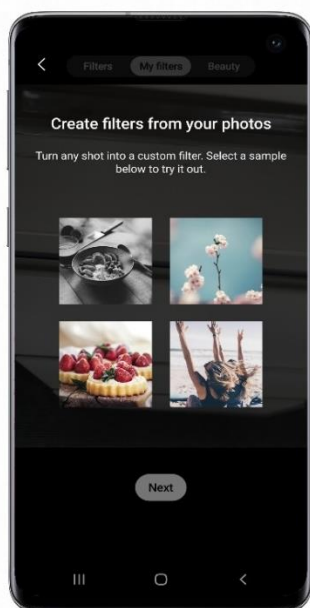 Filters My filters Beauty
Create filters from your photos
Turn any shot into a custom filter. Select a sample
below to try it out.
Next